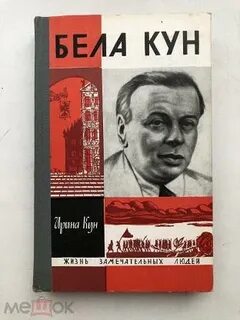 БЕЛА КУН
Ирина Кун
ЖИЗНЬ ЗАМЕЧАТЕЛЬНЫХ ЛЮДЕЙ
мешок